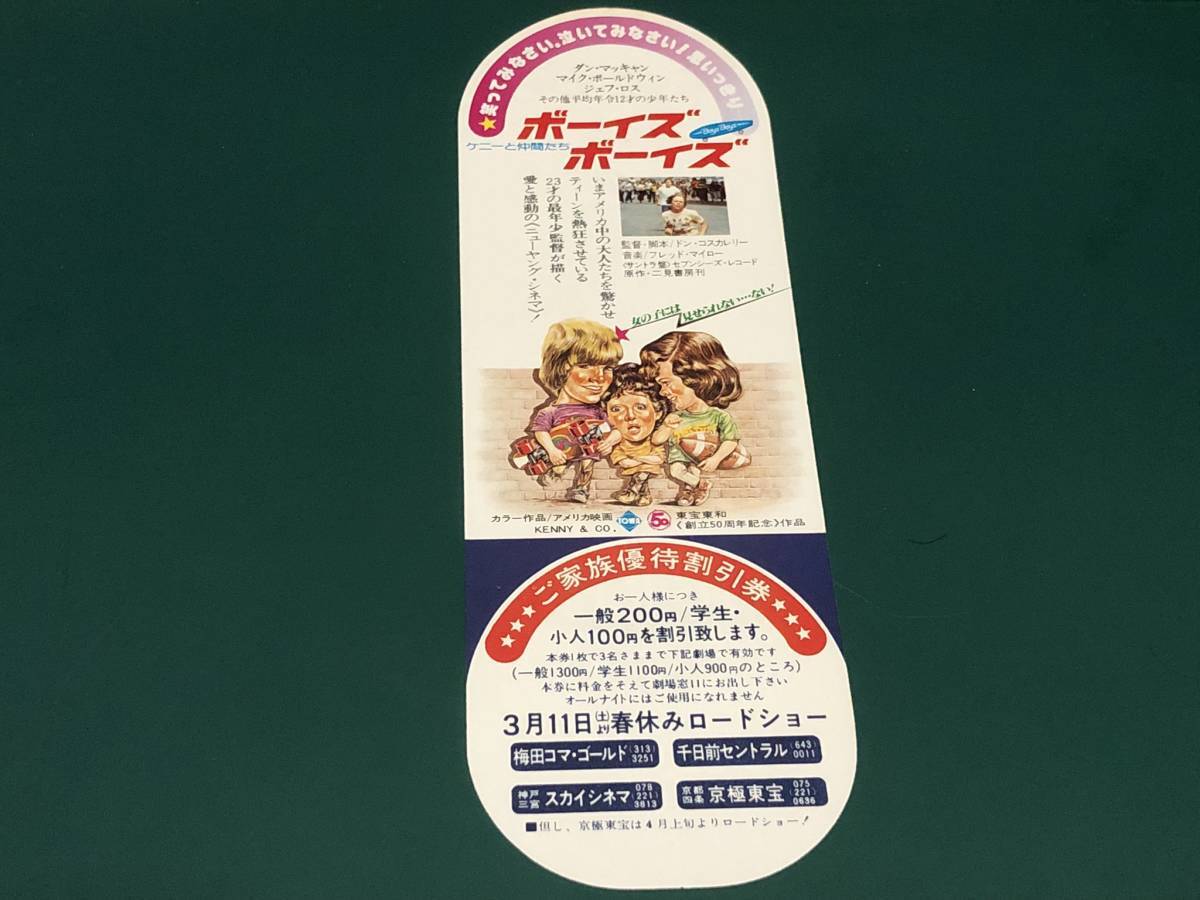 ★笑ってみなさい。泣いてみなさい!思いっきり
ダン・マッキャン
マイク・ボールドウィン
ジェフ・ロス
その他平均年令12才の少年たち
ボーイズ
Boys Boys
ケニーと仲間たち
ボーイズ
いまアメリカ中の大人たちを驚かせ
ティーンを熱狂させている
23才の最年少監督が描く
愛と感動の〈ニューヤング・シネマ〉!
監督・脚本/ドン・コスカレリー
音楽/フレッド・マイロー
〈サントラ盤〉セブンシーズ・レコード
原作・二見書房刊
女の子には見せられない…ない!
カラー作品/アメリカ映画
KENNY & CO.
TOWA
50
東宝東和
〈創立50周年記念〉作品
★★★ご家族優待割引券★★★
お一人様につき
一般200円/学生・
小人100円を割引致します。
本券1枚で3名さままで下記劇場で有効です
(一般1300円/学生1100円/小人900円のところ)
本券に料金をそえて劇場窓口にお出し下さい
オールナイトにはご使用になれません
3月11日(土)より春休みロードショー
梅田コマ・ゴールド(313)3251
千日前セントラル(643)0011
神戸三宮 スカイシネマ 078(221)3813
京都四条 京極東宝 075(221)0636
■但し、京極東宝は4月上旬よりロードショー!